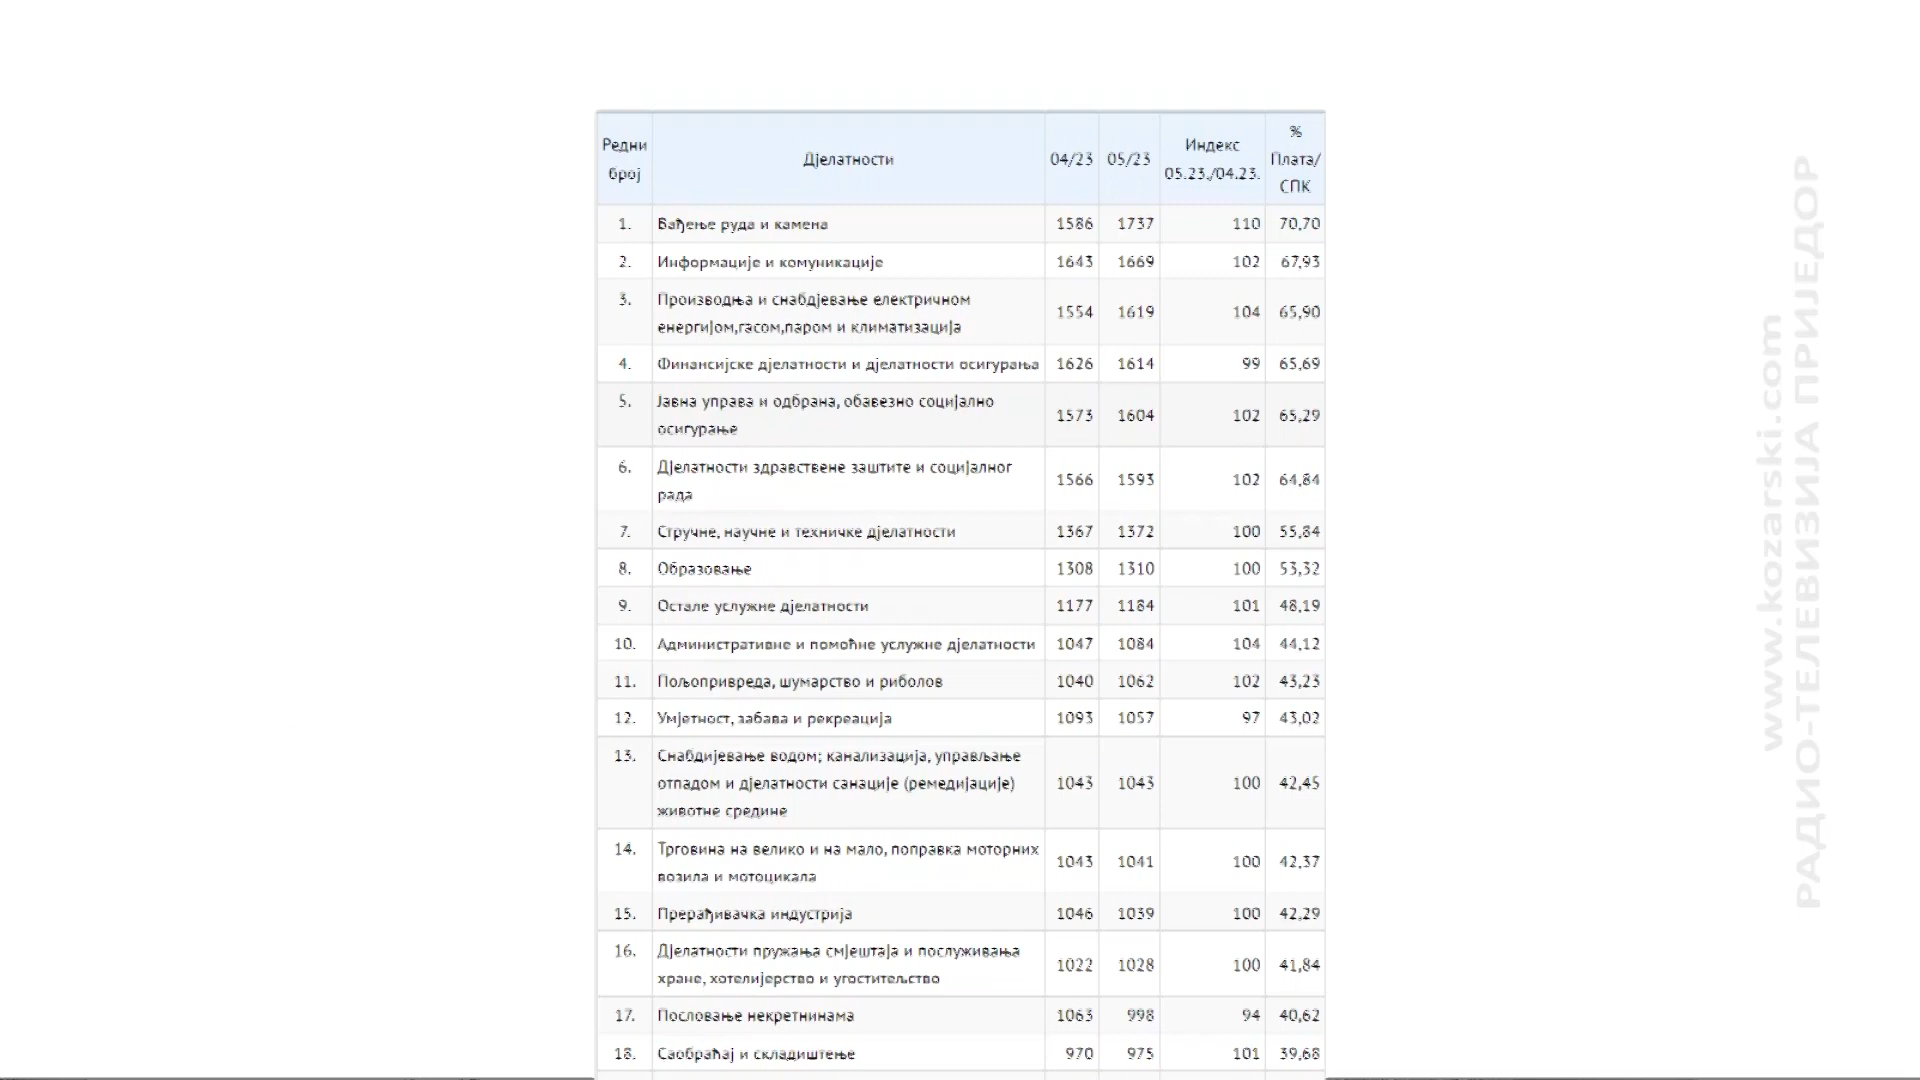 Редни број
Дјелатности
04/23
05/23
Индекс 05.23./04.23.
% Плата/ СПК
1. Вађење руда и камена 1586 1737 110 70,70
2. Информације и комуникације 1643 1669 102 67,93
3. Производња и снабдјевање електричном
енергијом,гасом,паром и климатизација 1554 1619 104 65,90
4. Финансијске дјелатности и дјелатности осигурања 1626 1614 99 65,69
5. Јавна управа и одбрана, обавезно социјално
осигурање 1573 1604 102 65,29
6. Дјелатности здравствене заштите и социјалног
рада 1566 1593 102 64,84
7. Стручне, научне и техничке дјелатности 1367 1372 100 55,84
8. Образовање 1308 1310 100 53,32
9. Остале услужне дјелатности 1177 1184 101 48,19
10. Административне и помоћне услужне дјелатности 1047 1084 104 44,12
11. Пољопривреда, шумарство и риболов 1040 1062 102 43,23
12. Умјетност, забава и рекреација 1093 1057 97 43,02
13. Снабдијевање водом; канализација, управљање
отпадом и дјелатности санације (ремедијације)
животне средине 1043 1043 100 42,45
14. Трговина на велико и на мало, поправка моторних
возила и мотоцикала 1043 1041 100 42,37
15. Прерађивачка индустрија 1046 1039 100 42,29
16. Дјелатности пружања смјештаја и послуживања
хране, хотелијерство и угоститељство 1022 1028 100 41,84
17. Пословање некретнинама 1063 998 94 40,62
18. Саобраћај и складиштење 970 975 101 39,68
www.kozarski.com
РАДИО-ТЕЛЕВИЗИЈА ПРИЈЕДОР